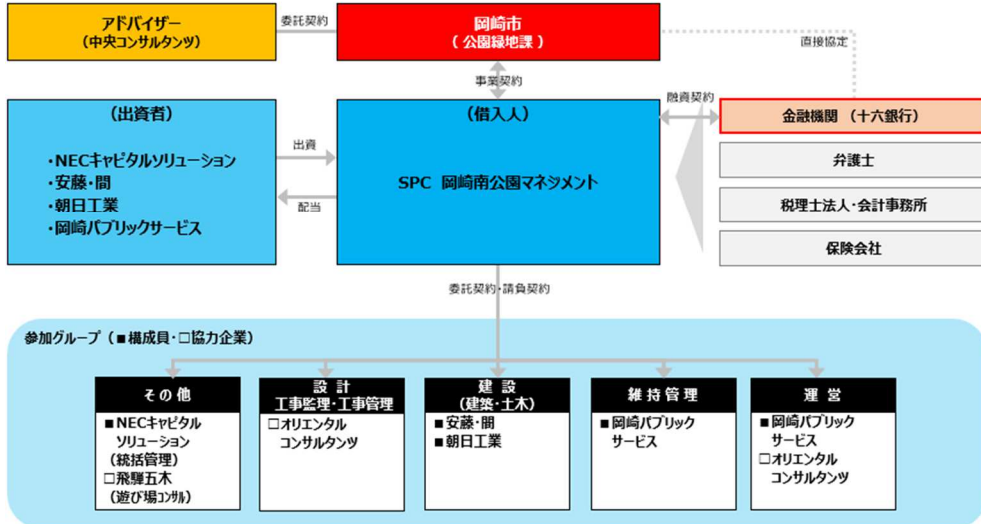 アドバイザー
(中央コンサルタンツ)
委託契約
岡崎市
( 公園緑地課 )
直接協定
事業契約
融資契約
(出資者)
・NECキャピタルソリューション
・安藤・間
・朝日工業
・岡崎パブリックサービス
出資
配当
(借入人)
SPC 岡崎南公園マネジメント
金融機関 (十六銀行)
弁護士
税理士法人・会計事務所
保険会社
委託契約・請負契約
参加グループ (■構成員・□協力企業)
その他
■NECキャピタル
ソリューション
(統括管理)
□飛騨五木
(遊び場コンサル)
設計
工事監理・工事管理
□オリエンタル
コンサルタンツ
建設
(建築・土木)
■安藤・間
■朝日工業
維持管理
■岡崎パブリック
サービス
運営
■岡崎パブリック
サービス
□オリエンタル
コンサルタンツ